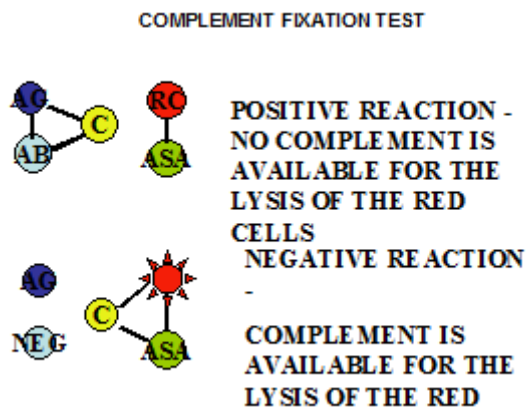 COMPLEMENT FIXATION TEST
AG
C
AB
RC
ASA
POSITIVE REACTION -
NO COMPLEMENT IS
AVAILABLE FOR THE
LYSIS OF THE RED
CELLS
AG
C
NEG
ASA
NEGATIVE REACTION
-
COMPLEMENT IS
AVAILABLE FOR THE
LYSIS OF THE RED